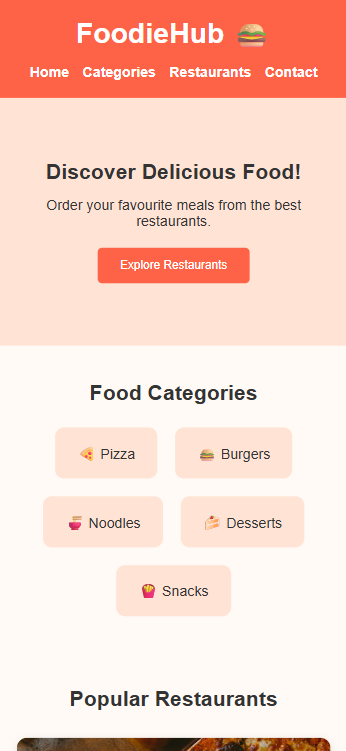 FoodieHub 🍔
Home Categories Restaurants Contact
Discover Delicious Food!
Order your favourite meals from the best
restaurants.
Explore Restaurants
Food Categories
🍕 Pizza
🍔 Burgers
🍜 Noodles
🍰 Desserts
🍟 Snacks
Popular Restaurants